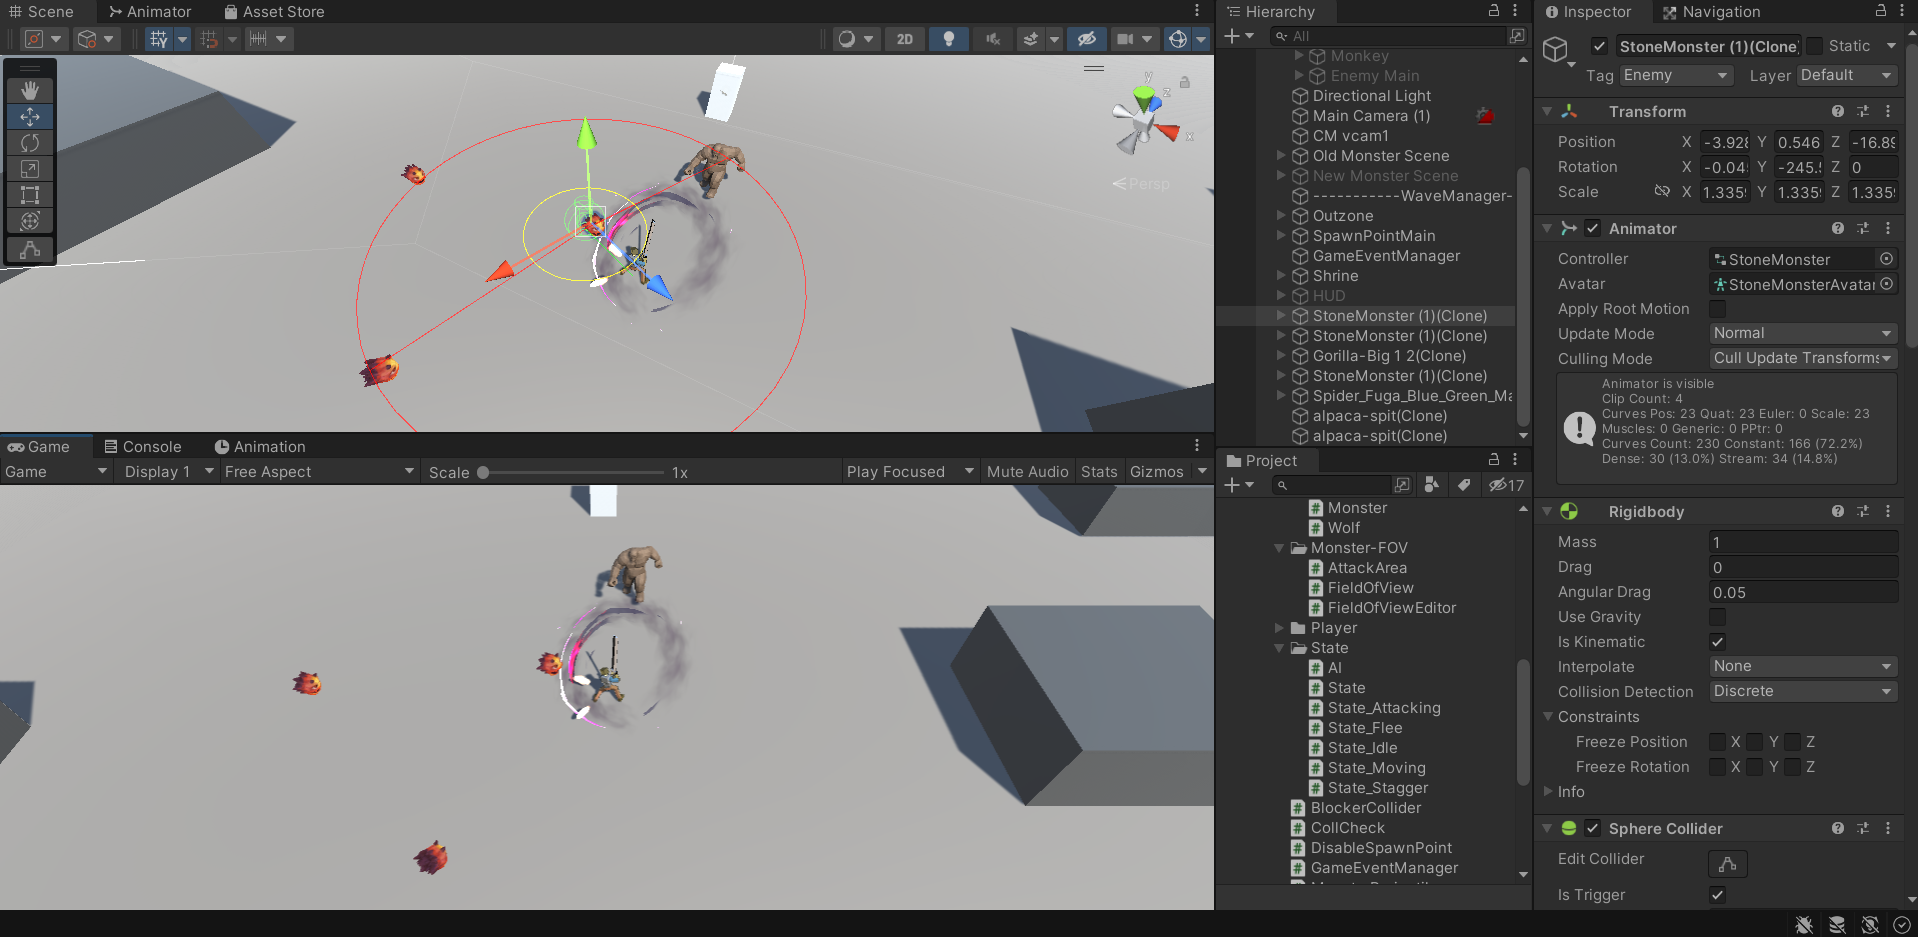 Scene
Animator
Asset Store
2D
y
z
x
Persp
Game
Console
Animation
Game
Display 1
Free Aspect
Scale
1x
Play Focused
Mute Audio
Stats
Gizmos
Hierarchy
All
Monkey
Enemy Main
Directional Light
Main Camera (1)
CM vcam1
Old Monster Scene
New Monster Scene
-----------WaveManager-
Outzone
SpawnPointMain
GameEventManager
Shrine
HUD
StoneMonster (1)(Clone)
StoneMonster (1)(Clone)
Gorilla-Big 1 2(Clone)
StoneMonster (1)(Clone)
Spider_Fuga_Blue_Green_Ma
alpaca-spit(Clone)
alpaca-spit(Clone)
Project
17
Monster
Wolf
Monster-FOV
AttackArea
FieldOfView
FieldOfViewEditor
Player
State
AI
State
State_Attacking
State_Flee
State_Idle
State_Moving
State_Stagger
BlockerCollider
CollCheck
DisableSpawnPoint
GameEventManager
Inspector
Navigation
StoneMonster (1)(Clone
Static
Tag Enemy Layer Default
Transform
Position X -3.928 Y 0.546 Z -16.89
Rotation X -0.04 Y -245. Z 0
Scale X 1.335 Y 1.335 Z 1.335
Animator
Controller StoneMonster
Avatar StoneMonsterAvatar
Apply Root Motion
Update Mode Normal
Culling Mode Cull Update Transforms
Animator is visible
Clip Count: 4
Curves Pos: 23 Quat: 23 Euler: 0 Scale: 23
Muscles: 0 Generic: 0 PPtr: 0
Curves Count: 230 Constant: 166 (72.2%)
Dense: 30 (13.0%) Stream: 34 (14.8%)
Rigidbody
Mass 1
Drag 0
Angular Drag 0.05
Use Gravity
Is Kinematic
Interpolate None
Collision Detection Discrete
Constraints
Freeze Position X Y Z
Freeze Rotation X Y Z
Info
Sphere Collider
Edit Collider
Is Trigger